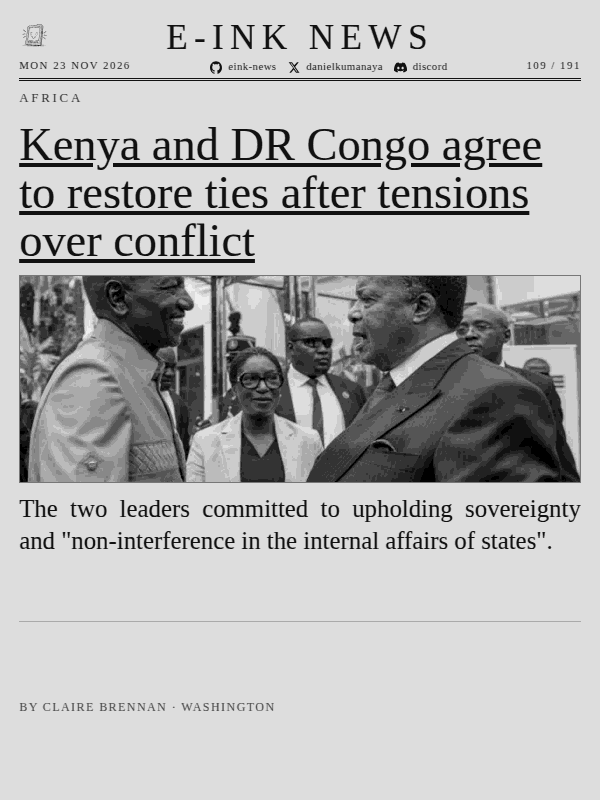 E-INK NEWS
MON 23 NOV 2026
eink-news danielkumanaya discord
109 / 191
AFRICA
Kenya and DR Congo agree
to restore ties after tensions
over conflict
The two leaders committed to upholding sovereignty
and "non-interference in the internal affairs of states".
BY CLAIRE BRENNAN · WASHINGTON